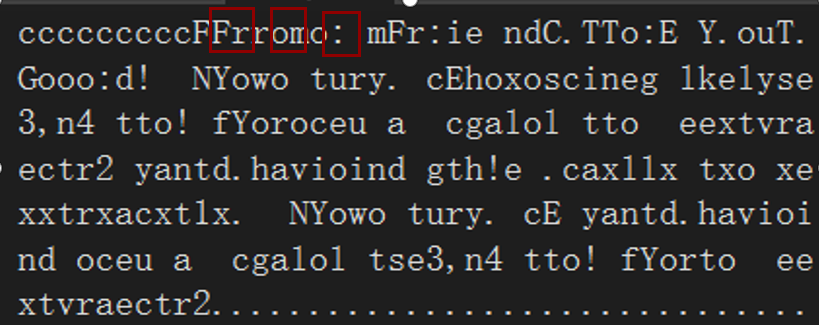 cccccccccFFrromo: mFr:ie ndC.TTo:E Y.ouT.
Gooo:d!  NYowo tury. cEhoxoscineg lkelyse
3,n4 tto! fYoroceu a  cgalol tto  eextvra
ectr2 yantd.havioind gth!e .caxllx txo xe
xxtrxacxtlx.  NYowo tury. cE yantd.havioi
nd oceu a  cgalol tse3,n4 tto! fYorto  ee
xtvraectr2...............................